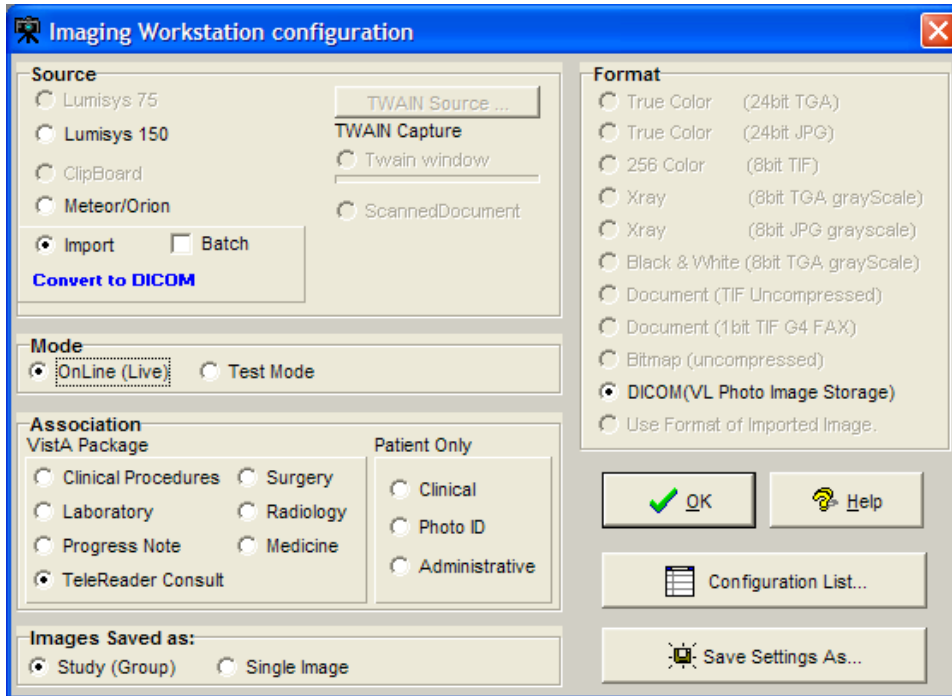 Imaging Workstation configuration
Source
Lumisys 75
Lumisys 150
ClipBoard
Meteor/Orion
Import Batch
Convert to DICOM
TWAIN Source ...
TWAIN Capture
Twain window
ScannedDocument
Mode
OnLine (Live) Test Mode
Association
VistA Package
Clinical Procedures Surgery
Laboratory Radiology
Progress Note Medicine
TeleReader Consult
Patient Only
Clinical
Photo ID
Administrative
Images Saved as:
Study (Group) Single Image
Format
True Color (24bit TGA)
True Color (24bit JPG)
256 Color (8bit TIF)
Xray (8bit TGA grayScale)
Xray (8bit JPG grayscale)
Black & White (8bit TGA grayScale)
Document (TIF Uncompressed)
Document (1bit TIF G4 FAX)
Bitmap (uncompressed)
DICOM(VL Photo Image Storage)
Use Format of Imported Image.
OK Help
Configuration List...
Save Settings As...